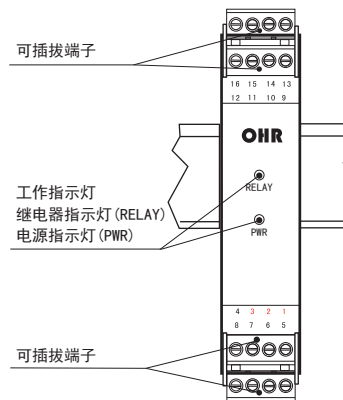 可插拔端子
16 15 14 13
12 11 10 9
OHR
RELAY
工作指示灯
继电器指示灯(RELAY)
电源指示灯(PWR)
PWR
4 3 2 1
8 7 6 5
可插拔端子